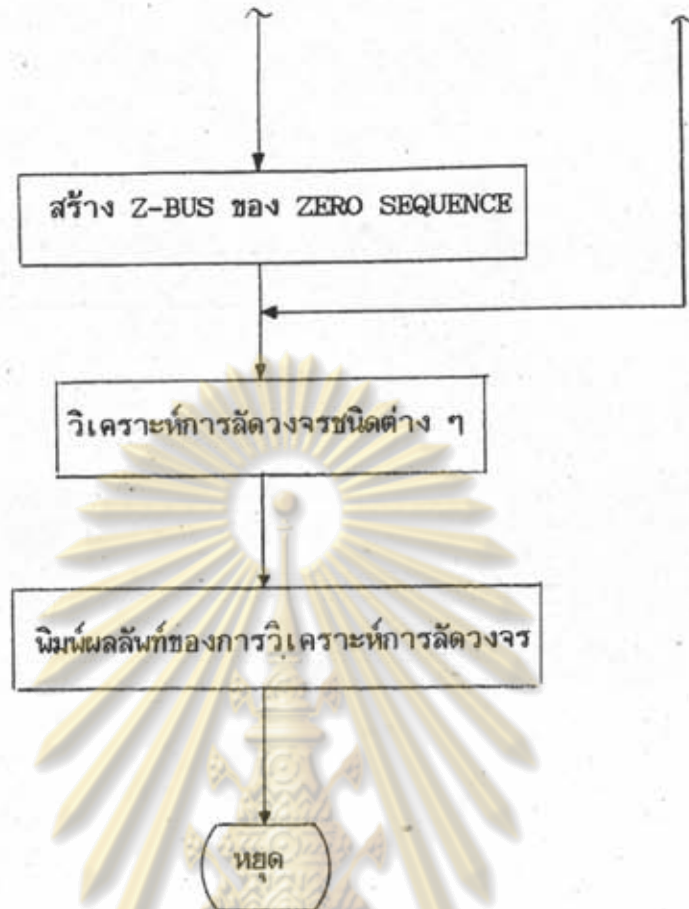 สร้าง Z-BUS ของ ZERO SEQUENCE
วิเคราะห์การลัดวงจรชนิดต่าง ๆ
พิมพ์ผลลัพท์ของการวิเคราะห์การลัดวงจร
หยุด